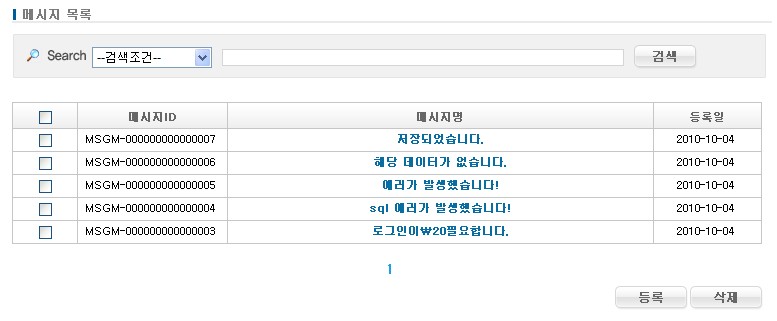 메시지 목록
Search --검색조건-- 검색
메시지ID 메시지명 등록일
MSGM-000000000000007 저장되었습니다. 2010-10-04
MSGM-000000000000006 해당 데이터가 없습니다. 2010-10-04
MSGM-000000000000005 에러가 발생했습니다! 2010-10-04
MSGM-000000000000004 sql 에러가 발생했습니다! 2010-10-04
MSGM-000000000000003 로그인이₩20필요합니다. 2010-10-04
1
등록 삭제